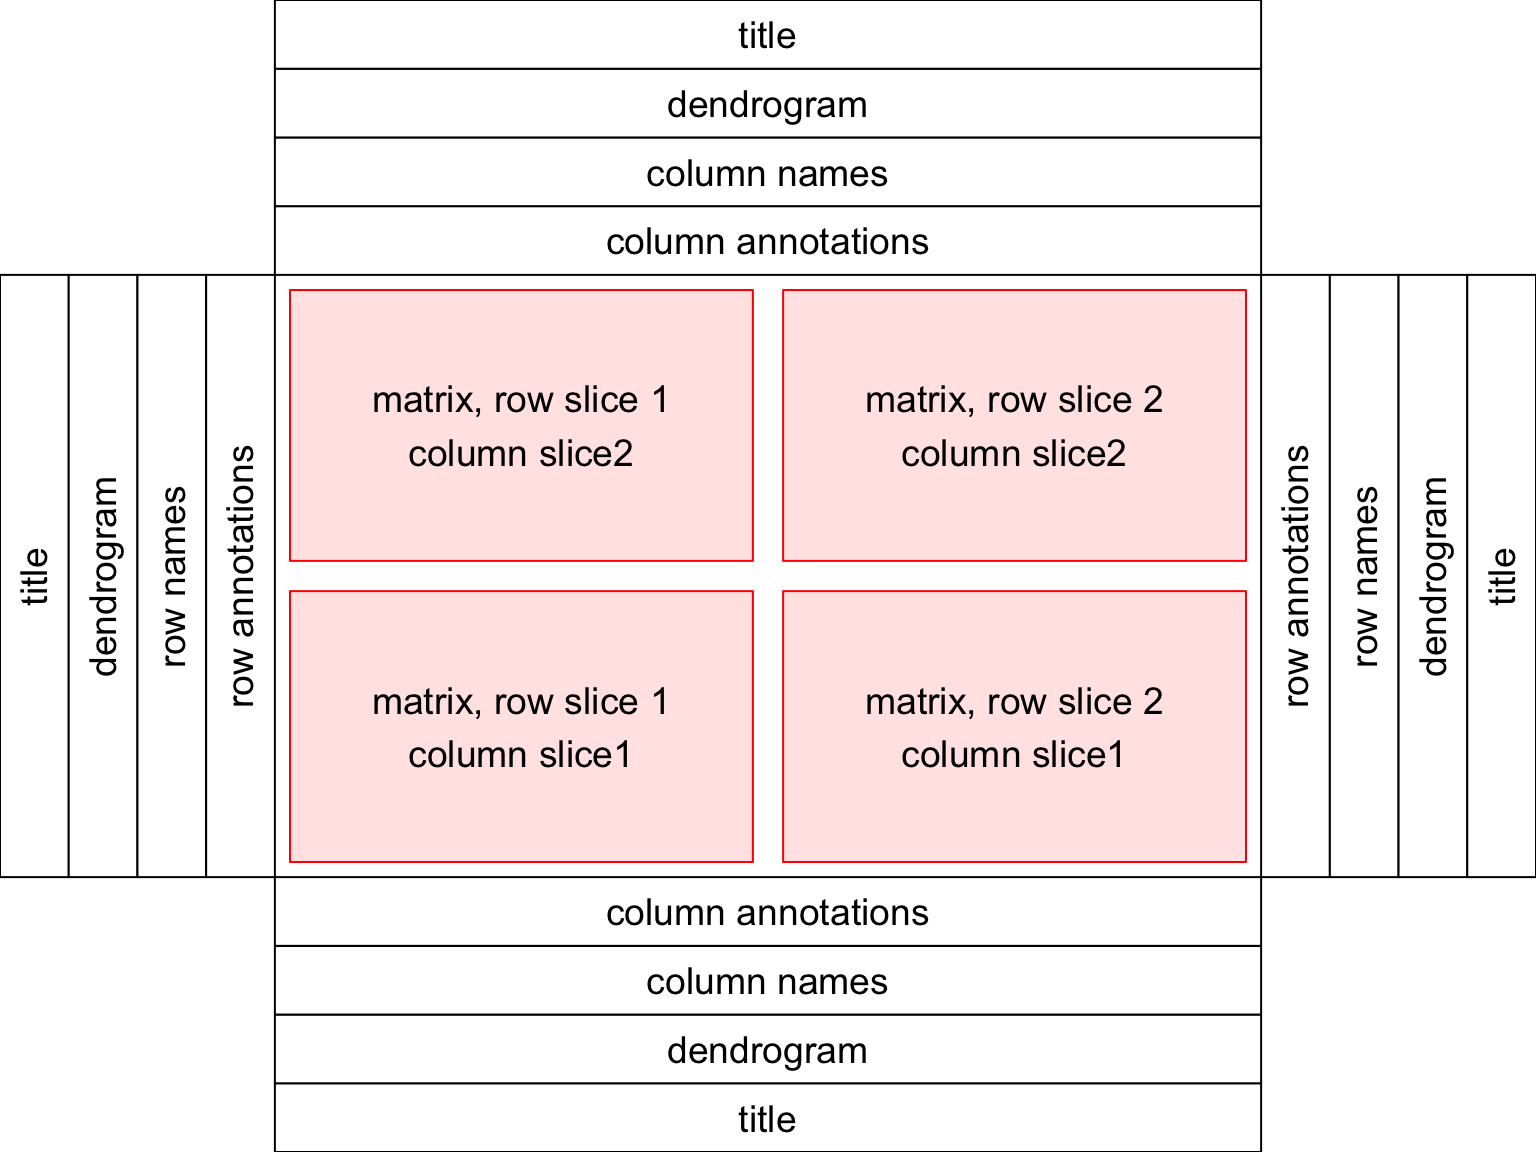 title
dendrogram
column names
column annotations
title
dendrogram
row names
row annotations
matrix, row slice 1
column slice2
matrix, row slice 2
column slice2
matrix, row slice 1
column slice1
matrix, row slice 2
column slice1
row annotations
row names
dendrogram
title
column annotations
column names
dendrogram
title